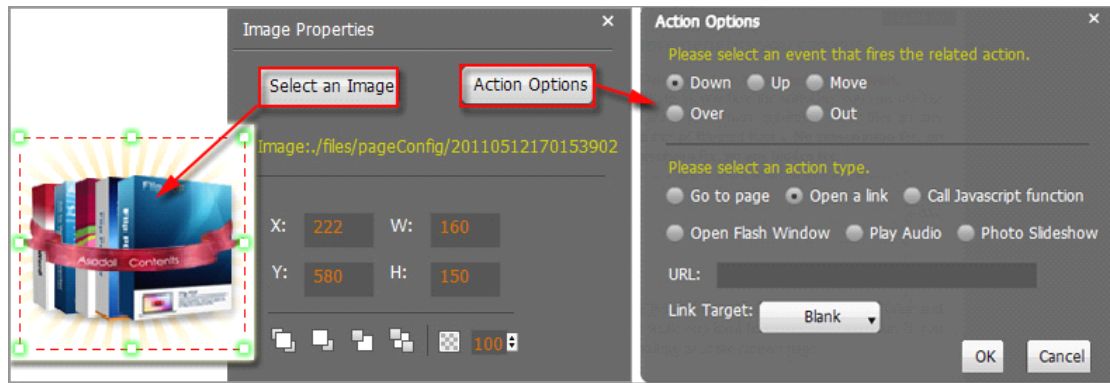 Image Properties
×
Select an Image
Action Options
Image:./files/pageConfig/20110512170153902
X: 222 W: 160
Y: 580 H: 150
100
Asadal Contents
Action Options
×
Please select an event that fires the related action.
Down Up Move
Over Out
Please select an action type.
Go to page Open a link Call Javascript function
Open Flash Window Play Audio Photo Slideshow
URL:
Link Target: Blank
OK Cancel